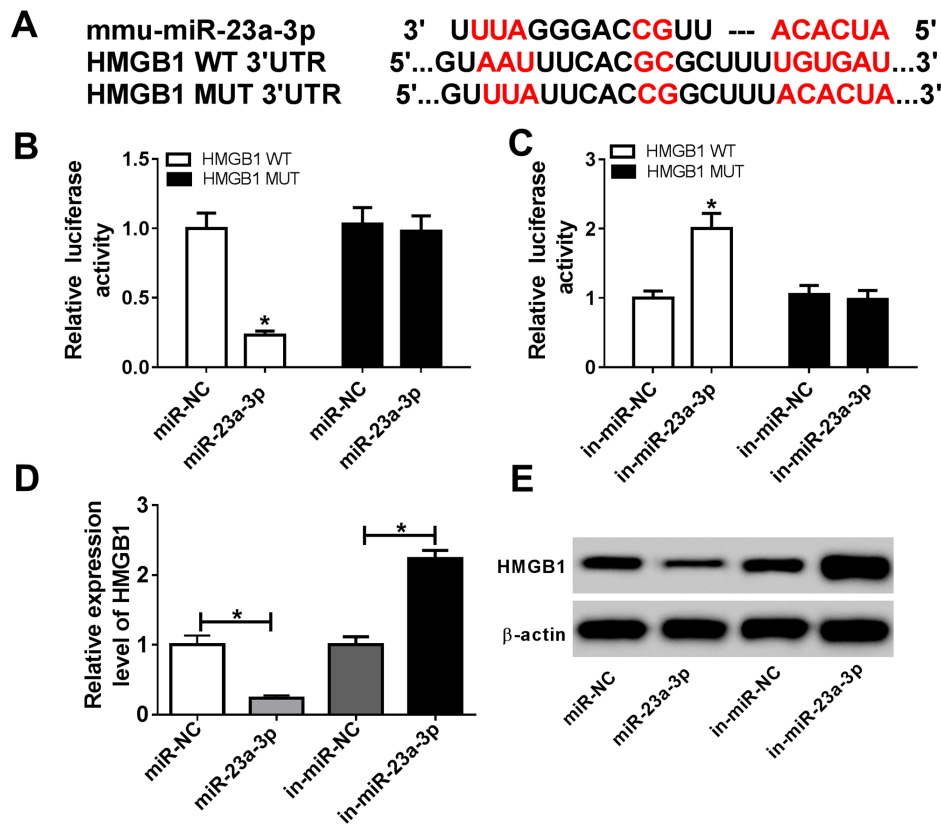 A
mmu-miR-23a-3p 3' UUUAGGGACCGUU --- ACACUA 5'
HMGB1 WT 3'UTR 5'...GUAAUUUCACGCGCUUUUGUGAU...3'
HMGB1 MUT 3'UTR 5'...GUUUAUUCACCGGCUUUACACUA...3'
B
HMGB1 WT
HMGB1 MUT
Relative luciferase
activity
1.5
1.0
0.5
0.0
*
miR-NC
miR-23a-3p
miR-NC
miR-23a-3p
C
HMGB1 WT
HMGB1 MUT
Relative luciferase
activity
3
2
1
0
*
in-miR-NC
in-miR-23a-3p
in-miR-NC
in-miR-23a-3p
D
Relative expression
level of HMGB1
3
2
1
0
*
*
miR-NC
miR-23a-3p
in-miR-NC
in-miR-23a-3p
E
HMGB1
β-actin
miR-NC
miR-23a-3p
in-miR-NC
in-miR-23a-3p